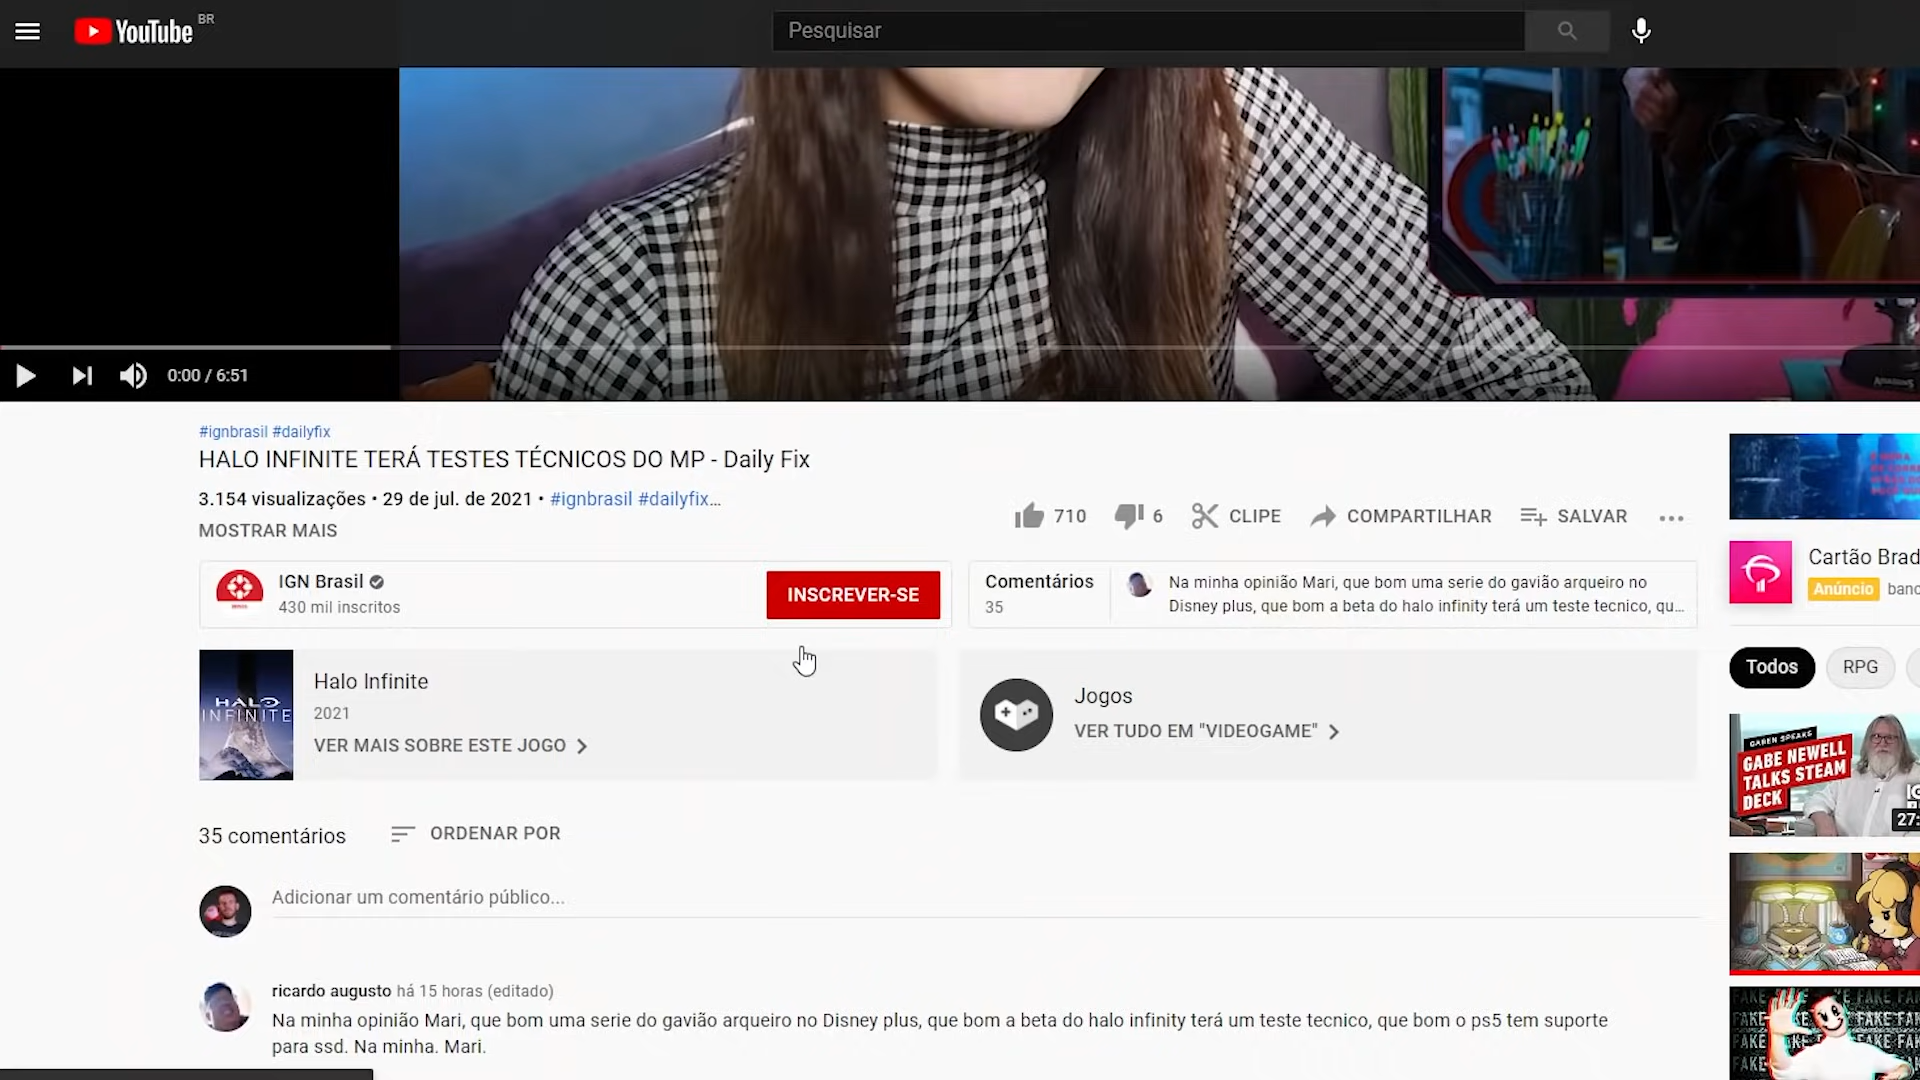 YouTube BR
Pesquisar
0:00 / 6:51
#ignbrasil #dailyfix
HALO INFINITE TERÁ TESTES TÉCNICOS DO MP - Daily Fix
3.154 visualizações • 29 de jul. de 2021 • #ignbrasil #dailyfix…
MOSTRAR MAIS
710
6
CLIPE
COMPARTILHAR
SALVAR
IGN Brasil
430 mil inscritos
INSCREVER-SE
Comentários
35
Na minha opinião Mari, que bom uma serie do gavião arqueiro no
Disney plus, que bom a beta do halo infinity terá um teste tecnico, qu…
Cartão Brad
Anúncio banc
HALO
INFINITE
Halo Infinite
2021
VER MAIS SOBRE ESTE JOGO
Jogos
VER TUDO EM "VIDEOGAME"
Todos
RPG
GABEN SPEAKS
GABE NEWELL
TALKS STEAM
DECK
27:
35 comentários
ORDENAR POR
Adicionar um comentário público...
ricardo augusto há 15 horas (editado)
Na minha opinião Mari, que bom uma serie do gavião arqueiro no Disney plus, que bom a beta do halo infinity terá um teste tecnico, que bom o ps5 tem suporte
para ssd. Na minha. Mari.